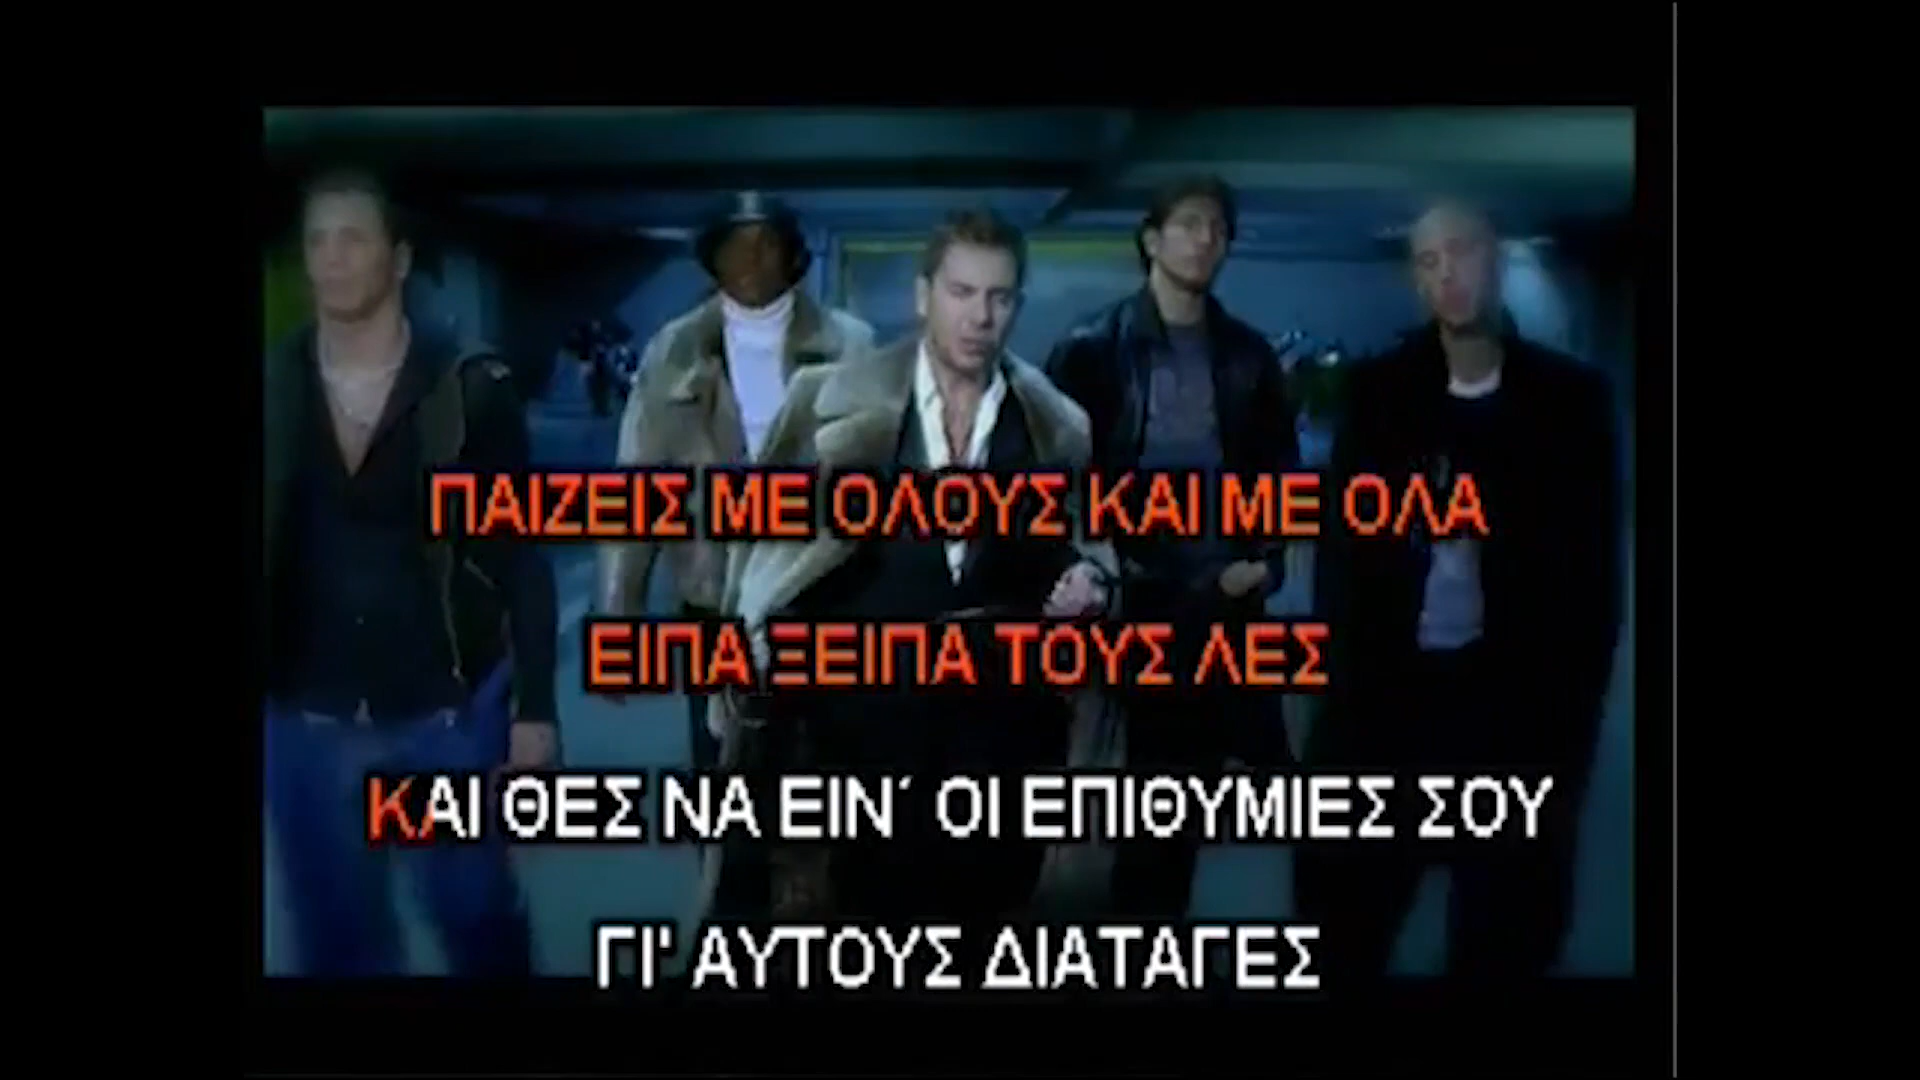 ΠΑΙΖΕΙΣ ΜΕ ΟΛΟΥΣ ΚΑΙ ΜΕ ΟΛΑ
ΕΙΠΑ ΞΕΙΠΑ ΤΟΥΣ ΛΕΣ
ΚΑΙ ΘΕΣ ΝΑ ΕΙΝ΄ ΟΙ ΕΠΙΘΥΜΙΕΣ ΣΟΥ
ΓΙ' ΑΥΤΟΥΣ ΔΙΑΤΑΓΕΣ